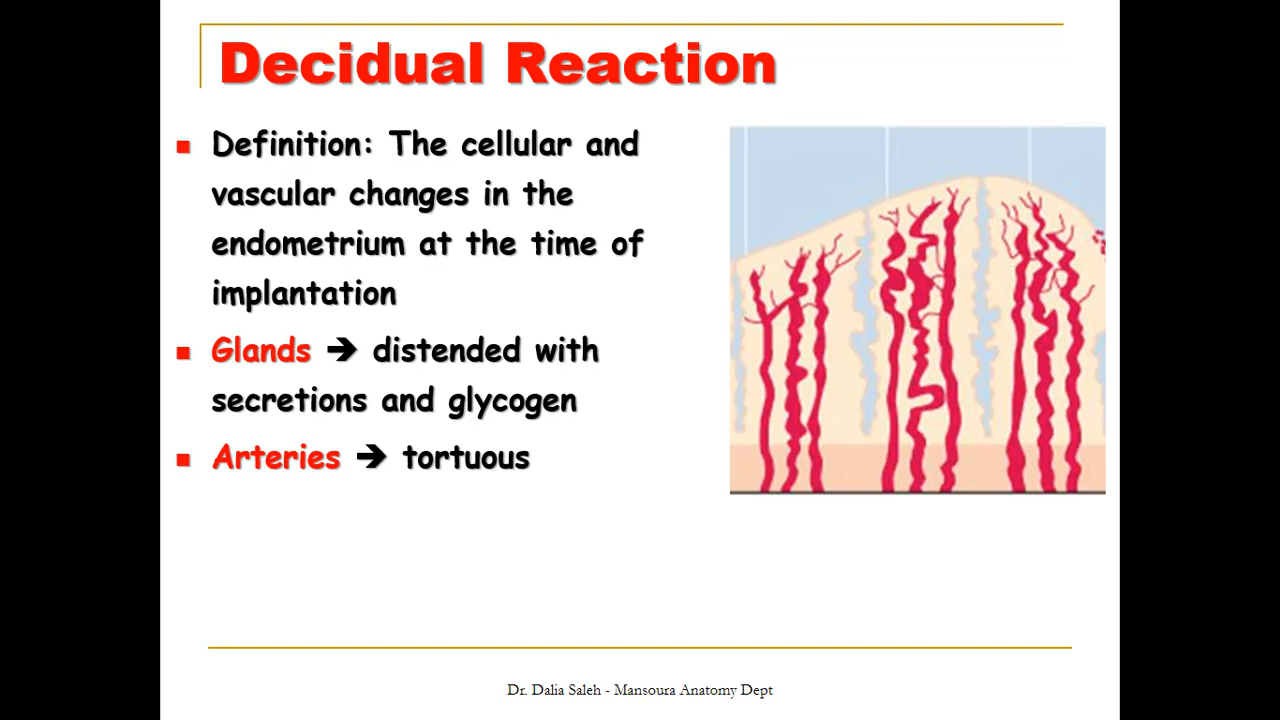 Decidual Reaction
Definition: The cellular and
vascular changes in the
endometrium at the time of
implantation
Glands ➔ distended with
secretions and glycogen
Arteries ➔ tortuous
Dr. Dalia Saleh - Mansoura Anatomy Dept